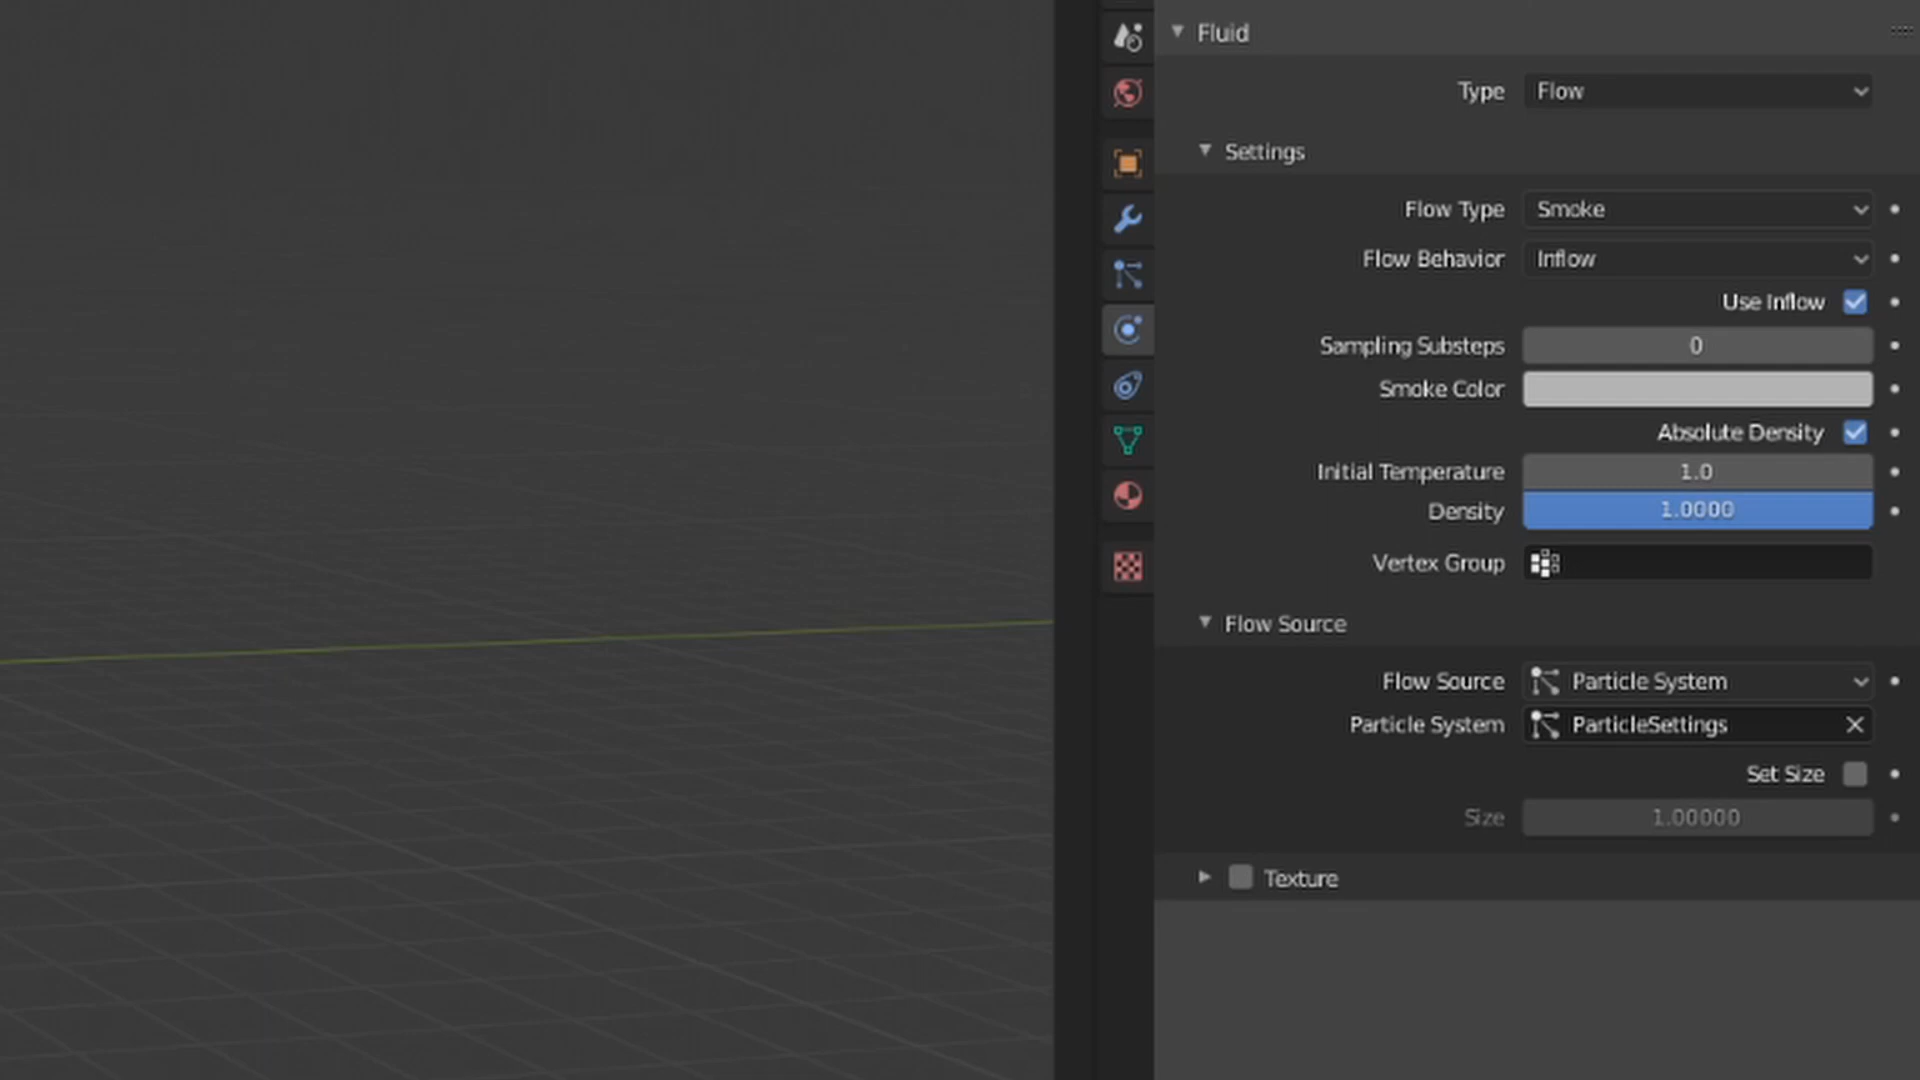 Fluid
Type Flow
Settings
Flow Type Smoke
Flow Behavior Inflow
Use Inflow
Sampling Substeps 0
Smoke Color
Absolute Density
Initial Temperature 1.0
Density 1.0000
Vertex Group
Flow Source
Flow Source Particle System
Particle System ParticleSettings
Set Size
Size 1.00000
Texture